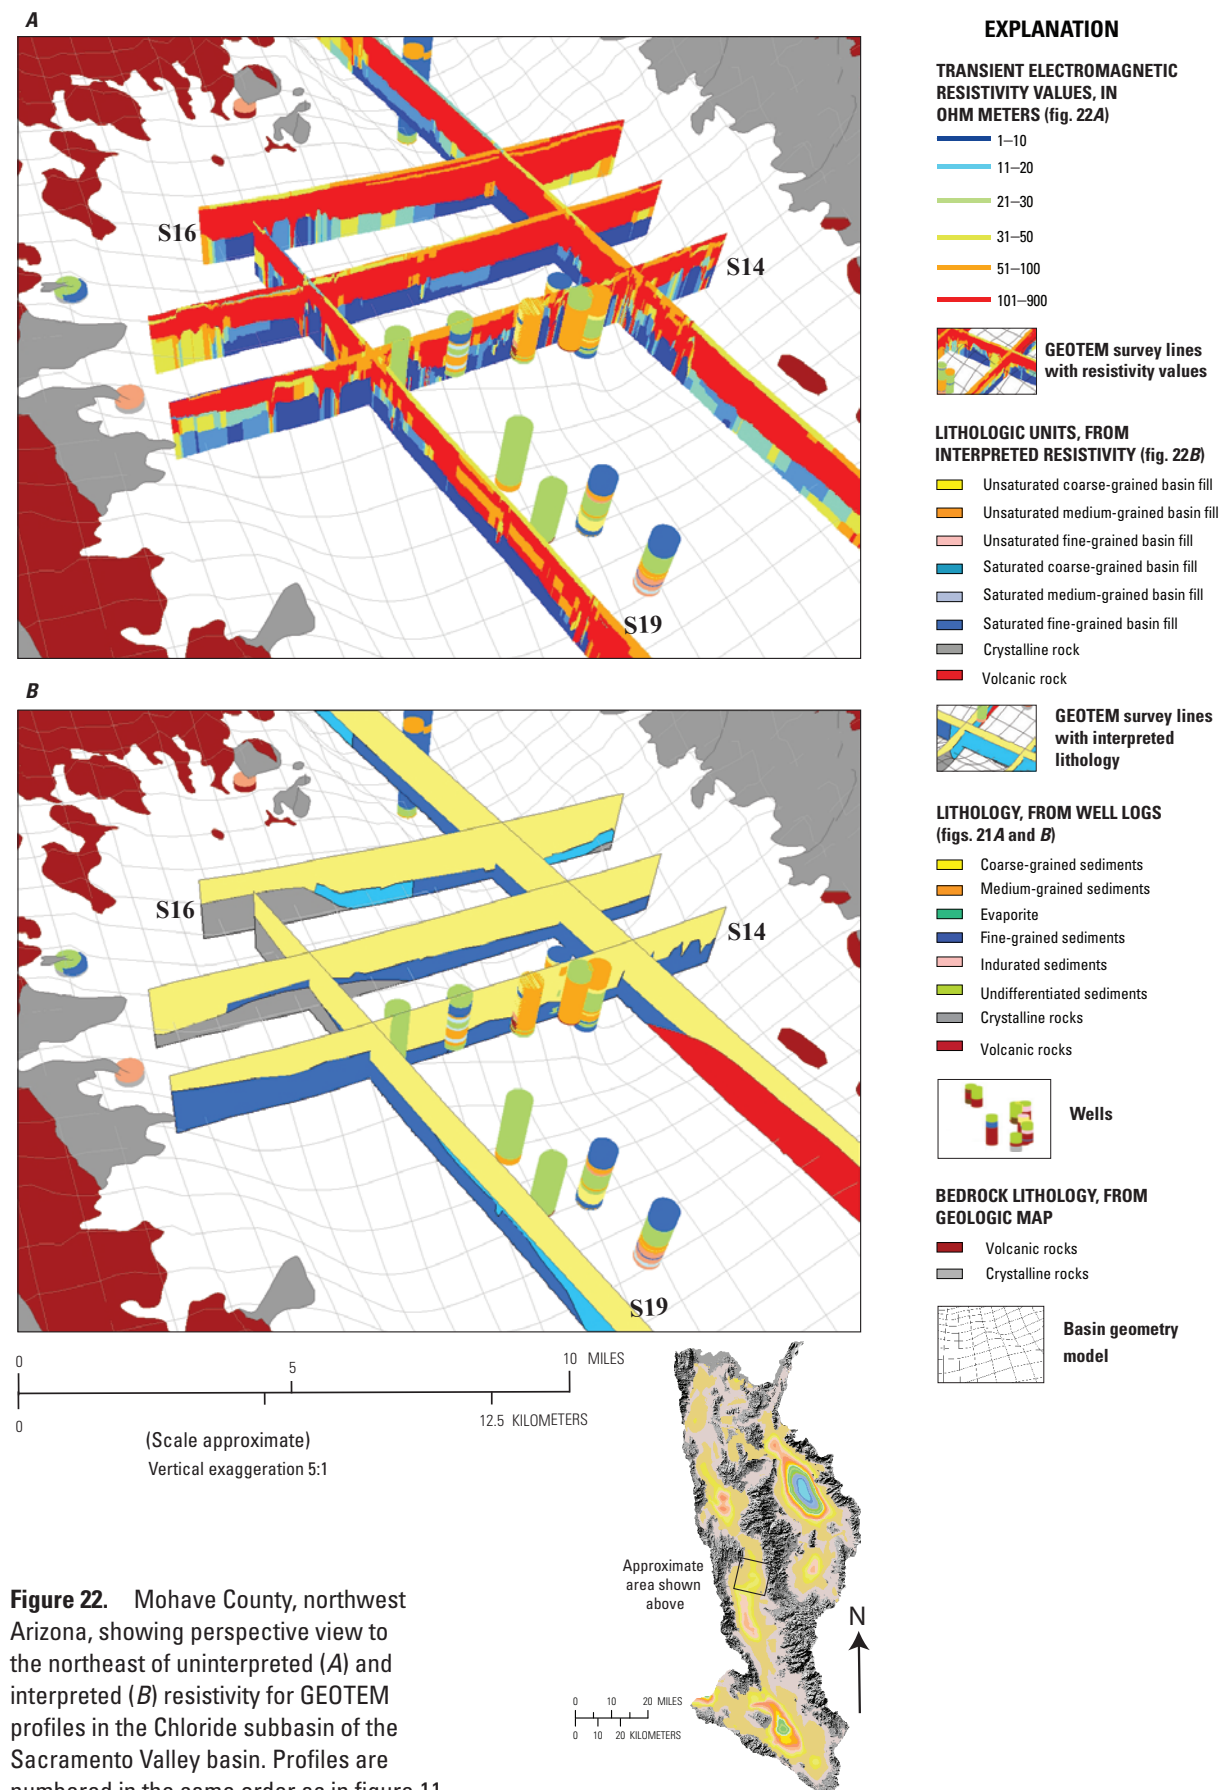 A
S16
S14
S19
B
S16
S14
S19
0 5 10 MILES
0 12.5 KILOMETERS
(Scale approximate)
Vertical exaggeration 5:1
EXPLANATION
TRANSIENT ELECTROMAGNETIC
RESISTIVITY VALUES, IN
OHM METERS (fig. 22A)
1–10
11–20
21–30
31–50
51–100
101–900
GEOTEM survey lines
with resistivity values
LITHOLOGIC UNITS, FROM
INTERPRETED RESISTIVITY (fig. 22B)
Unsaturated coarse-grained basin fill
Unsaturated medium-grained basin fill
Unsaturated fine-grained basin fill
Saturated coarse-grained basin fill
Saturated medium-grained basin fill
Saturated fine-grained basin fill
Crystalline rock
Volcanic rock
GEOTEM survey lines
with interpreted
lithology
LITHOLOGY, FROM WELL LOGS
(figs. 21A and B)
Coarse-grained sediments
Medium-grained sediments
Evaporite
Fine-grained sediments
Indurated sediments
Undifferentiated sediments
Crystalline rocks
Volcanic rocks
Wells
BEDROCK LITHOLOGY, FROM
GEOLOGIC MAP
Volcanic rocks
Crystalline rocks
Basin geometry
model
Approximate
area shown
above
N
0 10 20 MILES
0 10 20 KILOMETERS
Figure 22. Mohave County, northwest
Arizona, showing perspective view to
the northeast of uninterpreted (A) and
interpreted (B) resistivity for GEOTEM
profiles in the Chloride subbasin of the
Sacramento Valley basin. Profiles are
numbered in the same order as in figure 11